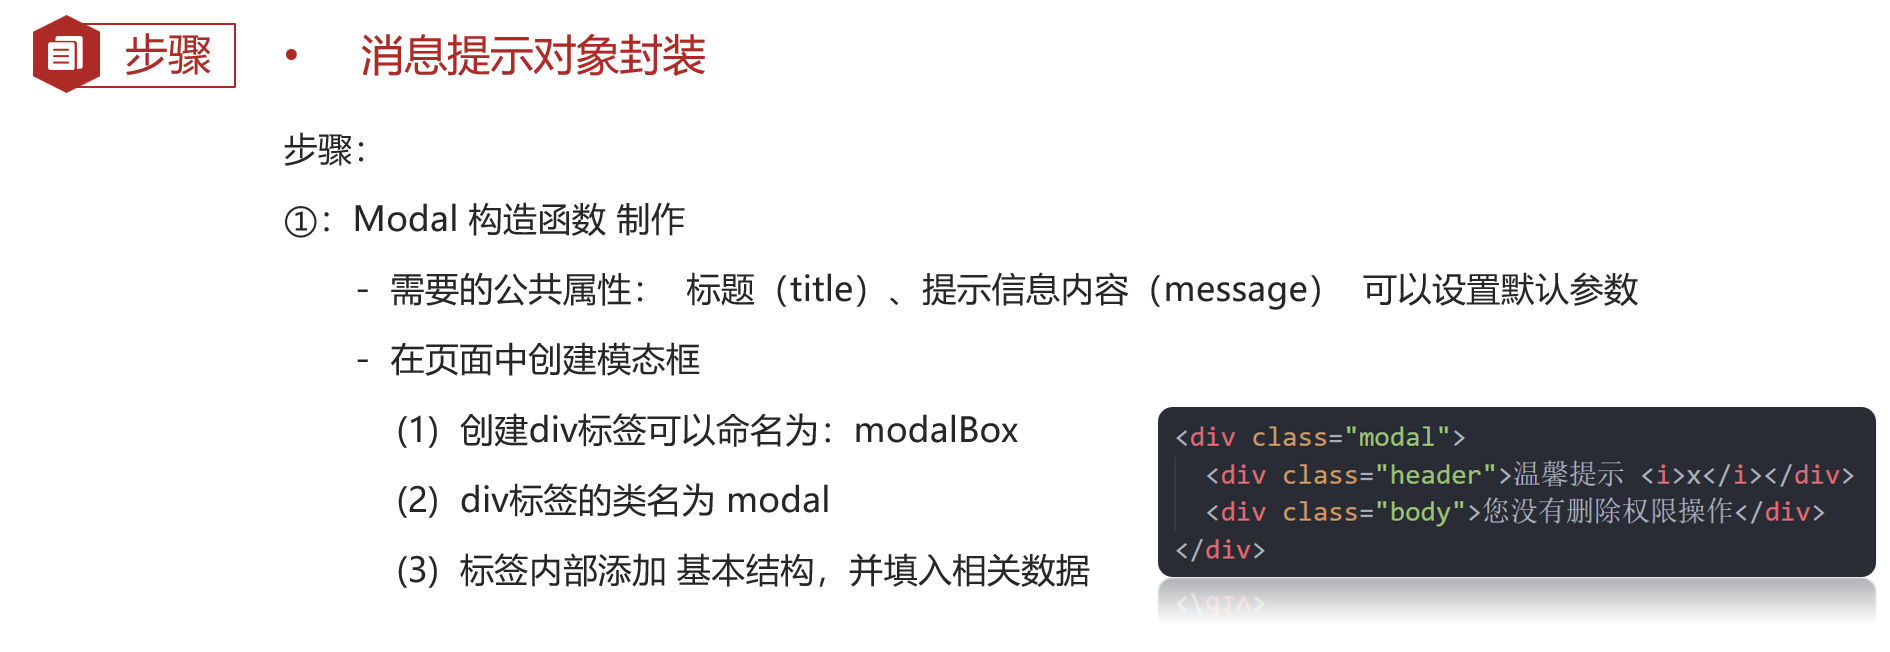 步骤
• 消息提示对象封装
步骤：
①：Modal 构造函数 制作
- 需要的公共属性： 标题（title）、提示信息内容（message） 可以设置默认参数
- 在页面中创建模态框
(1) 创建div标签可以命名为：modalBox
(2) div标签的类名为 modal
(3) 标签内部添加 基本结构，并填入相关数据
<div class="modal">
<div class="header">温馨提示 <i>x</i></div>
<div class="body">您没有删除权限操作</div>
</div>